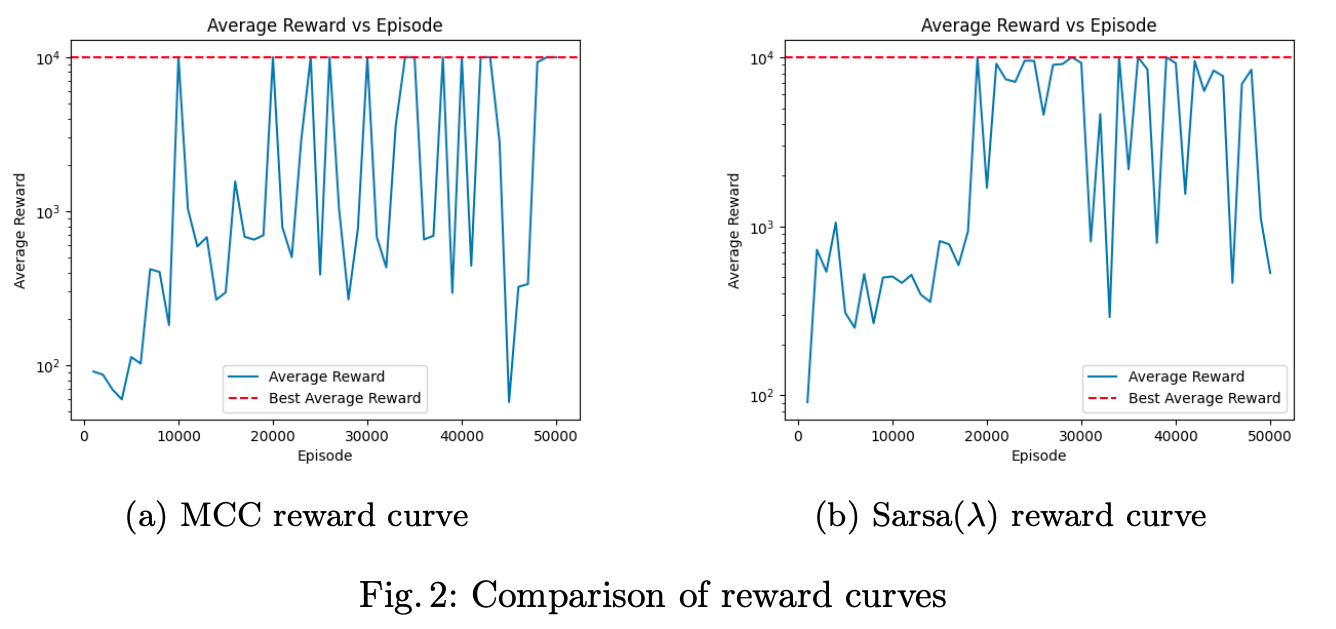 Average Reward vs Episode
Average Reward
10^4
10^3
10^2
0 10000 20000 30000 40000 50000
Episode
Average Reward
Best Average Reward
(a) MCC reward curve
Average Reward vs Episode
Average Reward
10^4
10^3
10^2
0 10000 20000 30000 40000 50000
Episode
Average Reward
Best Average Reward
(b) Sarsa(λ) reward curve
Fig. 2: Comparison of reward curves